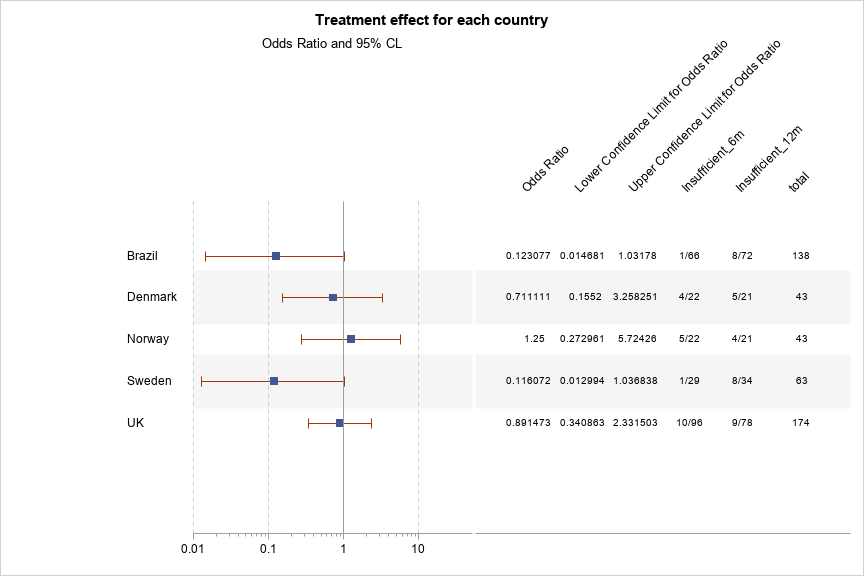 Treatment effect for each country
Odds Ratio and 95% CL
Odds Ratio
Lower Confidence Limit for Odds Ratio
Upper Confidence Limit for Odds Ratio
Insufficient_6m
Insufficient_12m
total
Brazil 0.123077 0.014681 1.03178 1/66 8/72 138
Denmark 0.711111 0.1552 3.258251 4/22 5/21 43
Norway 1.25 0.272961 5.72426 5/22 4/21 43
Sweden 0.116072 0.012994 1.036838 1/29 8/34 63
UK 0.891473 0.340863 2.331503 10/96 9/78 174
0.01 0.1 1 10